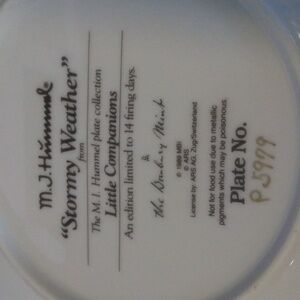 M.J. Hummel
"Stormy Weather"
from
The M. I. Hummel plate collection
Little Companions
An edition limited to 14 firing days.
&
The Danbury Mint
© 1989 MBI
© ARS
License by: ARS AG, Zug/Switzerland
Not for food use due to metallic
pigments which may be poisonous.
Plate No.
P5979